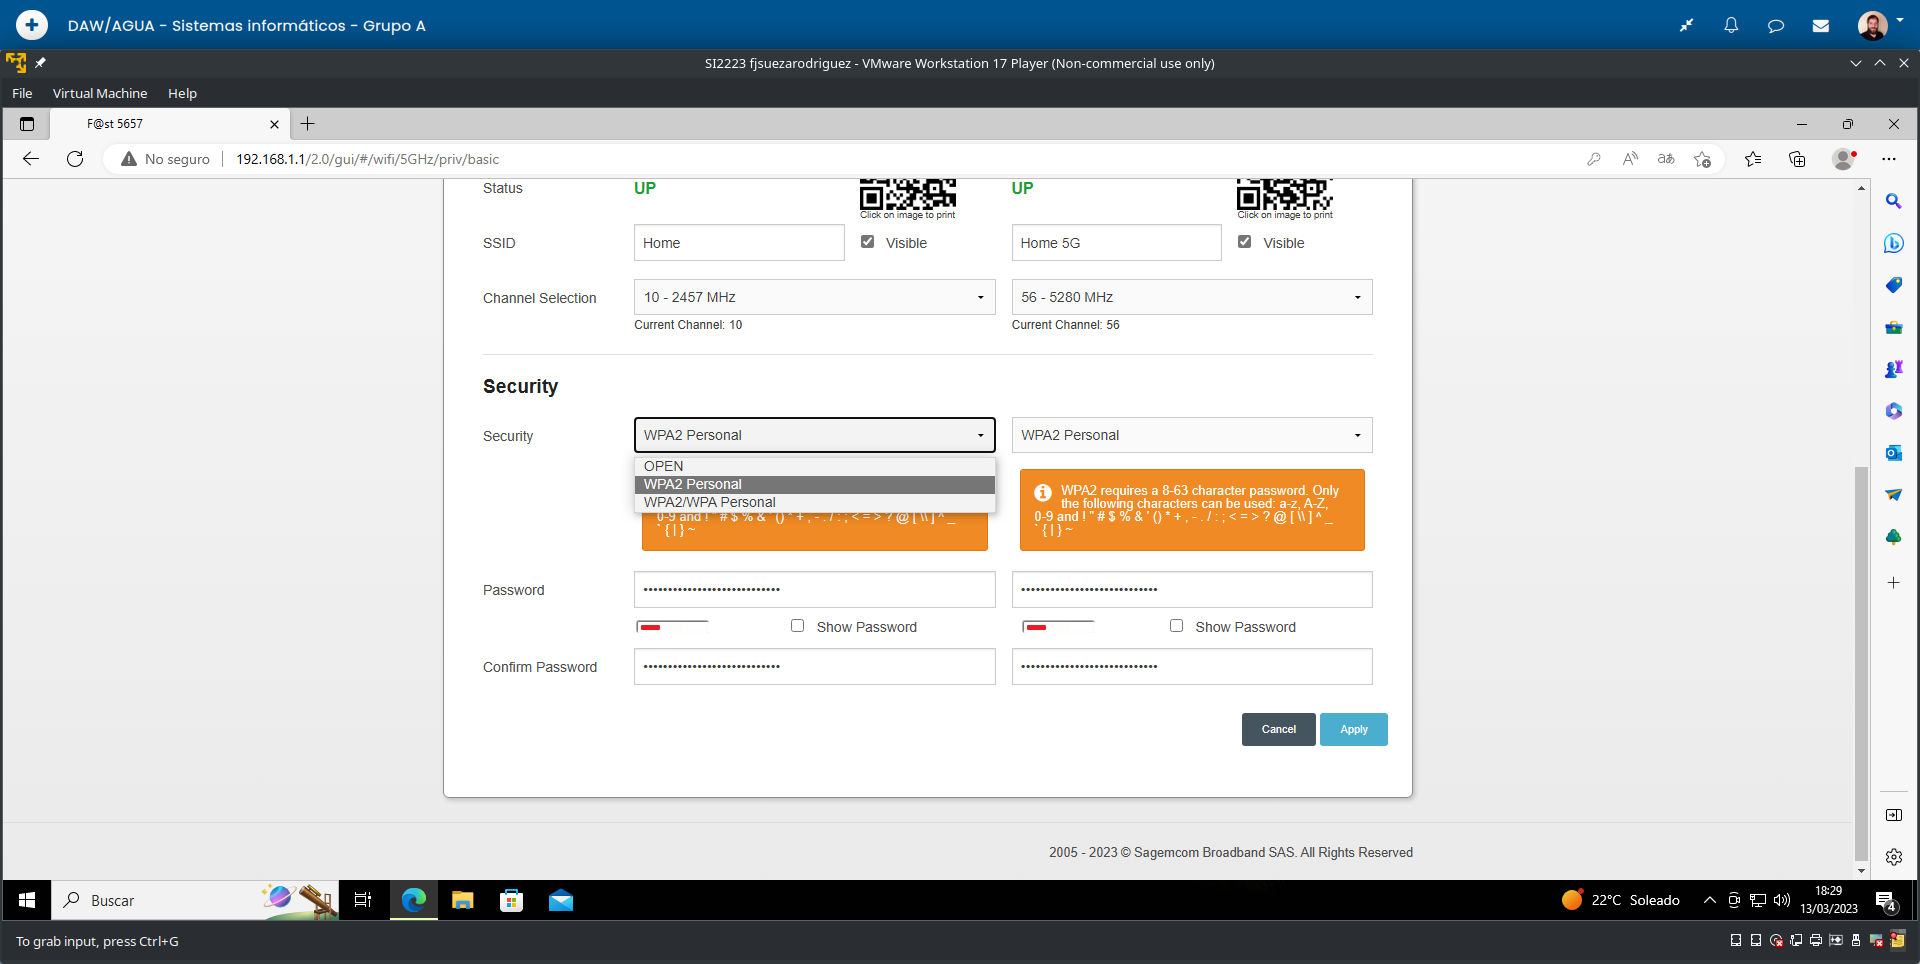 DAW/AGUA - Sistemas informáticos - Grupo A
SI2223 fjsuezarodriguez - VMware Workstation 17 Player (Non-commercial use only)
File Virtual Machine Help
F@st 5657
No seguro 192.168.1.1/2.0/gui/#/wifi/5GHz/priv/basic
Status UP Click on image to print UP Click on image to print
SSID Home Visible Home 5G Visible
Channel Selection 10 - 2457 MHz 56 - 5280 MHz
Current Channel: 10 Current Channel: 56
Security
Security WPA2 Personal WPA2 Personal
OPEN
WPA2 Personal
WPA2/WPA Personal
0-9 and ! " # $ % & ' () * + , - . / : ; < = > ? @ [ \\ ] ^ _
` { | } ~
WPA2 requires a 8-63 character password. Only
the following characters can be used: a-z, A-Z,
0-9 and ! " # $ % & ' () * + , - . / : ; < = > ? @ [ \\ ] ^ _
` { | } ~
Password •••••••••••••••••••••••••••• ••••••••••••••••••••••••••••
Show Password Show Password
Confirm Password •••••••••••••••••••••••••••• ••••••••••••••••••••••••••••
Cancel Apply
2005 - 2023 © Sagemcom Broadband SAS. All Rights Reserved
Buscar 22°C Soleado 18:29
13/03/2023 4
To grab input, press Ctrl+G